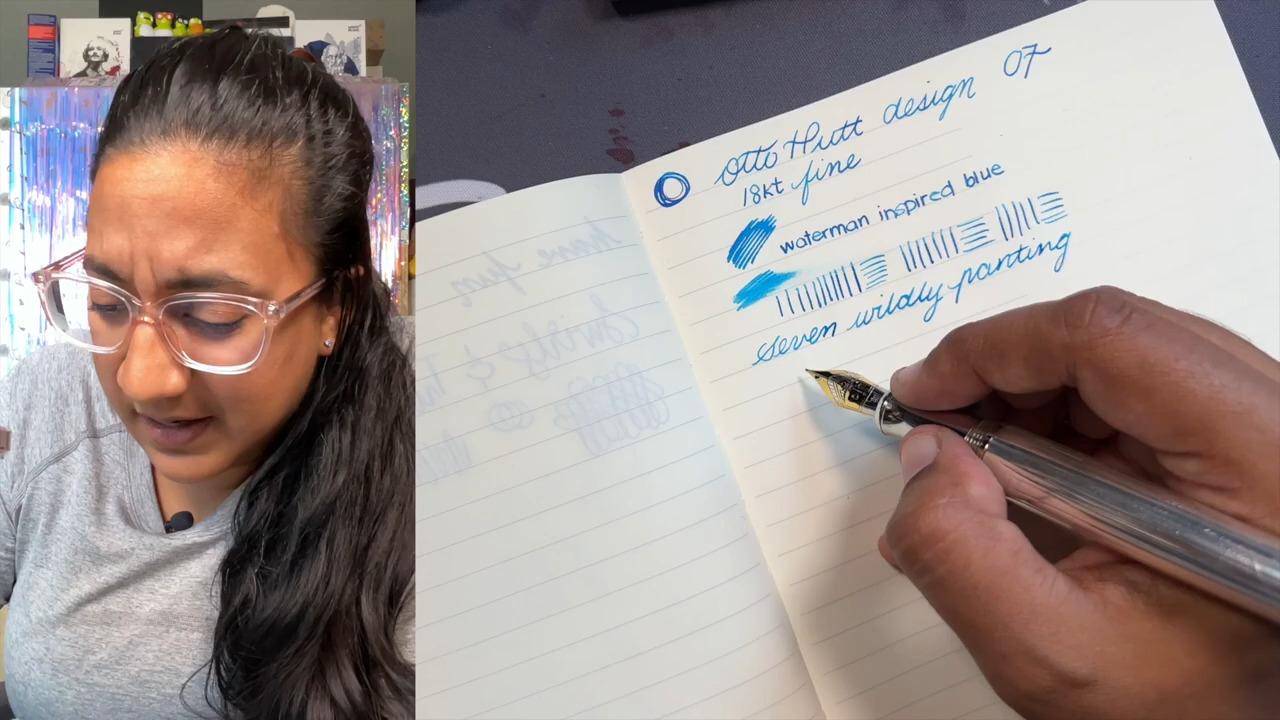 Otto Hutt design 07
18kt fine
waterman inspired blue
seven wildly panting